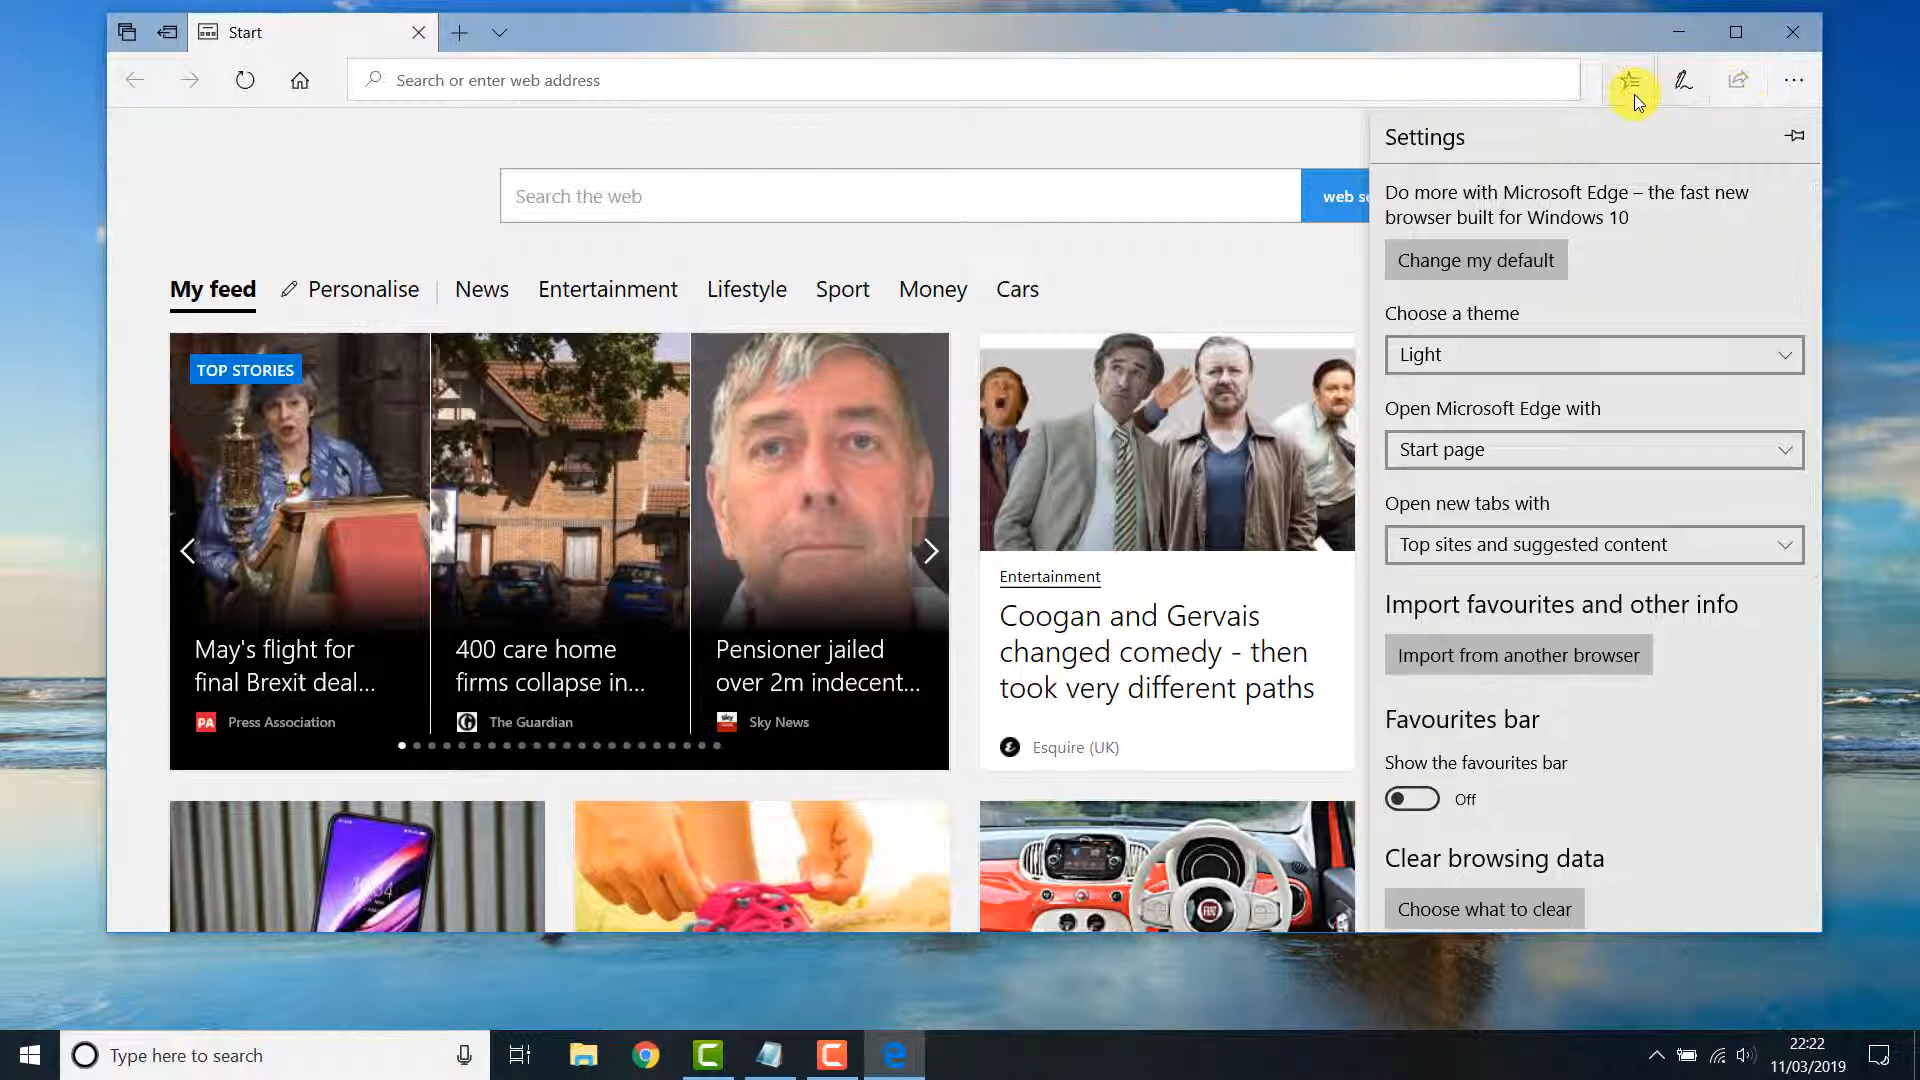 Start
Search or enter web address
Settings
Do more with Microsoft Edge – the fast new
browser built for Windows 10
Change my default
Choose a theme
Light
Open Microsoft Edge with
Start page
Open new tabs with
Top sites and suggested content
Import favourites and other info
Import from another browser
Favourites bar
Show the favourites bar
Off
Clear browsing data
Choose what to clear
Search the web
web se
My feed
Personalise
News
Entertainment
Lifestyle
Sport
Money
Cars
TOP STORIES
May's flight for
final Brexit deal...
PA Press Association
400 care home
firms collapse in...
The Guardian
Pensioner jailed
over 2m indecent...
sky Sky News
Entertainment
Coogan and Gervais
changed comedy - then
took very different paths
Esquire (UK)
Type here to search
22:22
11/03/2019